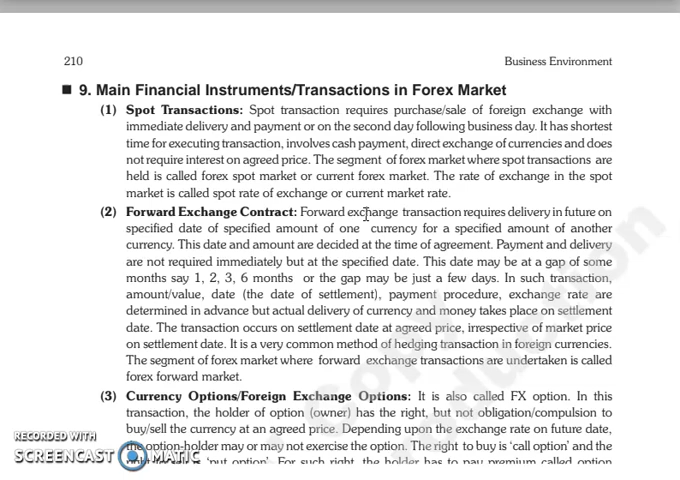 210
Business Environment
9. Main Financial Instruments/Transactions in Forex Market
(1) Spot Transactions: Spot transaction requires purchase/sale of foreign exchange with
immediate delivery and payment or on the second day following business day. It has shortest
time for executing transaction, involves cash payment, direct exchange of currencies and does
not require interest on agreed price. The segment of forex market where spot transactions are
held is called forex spot market or current forex market. The rate of exchange in the spot
market is called spot rate of exchange or current market rate.
(2) Forward Exchange Contract: Forward exchange transaction requires delivery in future on
specified date of specified amount of one currency for a specified amount of another
currency. This date and amount are decided at the time of agreement. Payment and delivery
are not required immediately but at the specified date. This date may be at a gap of some
months say 1, 2, 3, 6 months or the gap may be just a few days. In such transaction,
amount/value, date (the date of settlement), payment procedure, exchange rate are
determined in advance but actual delivery of currency and money takes place on settlement
date. The transaction occurs on settlement date at agreed price, irrespective of market price
on settlement date. It is a very common method of hedging transaction in foreign currencies.
The segment of forex market where forward exchange transactions are undertaken is called
forex forward market.
(3) Currency Options/Foreign Exchange Options: It is also called FX option. In this
transaction, the holder of option (owner) has the right, but not obligation/compulsion to
buy/sell the currency at an agreed price. Depending upon the exchange rate on future date,
the option-holder may or may not exercise the option. The right to buy is 'call option' and the
'put option'. For such right, the holder has to pay premium called option
RECORDED WITH
SCREENCAST MATIC
Copy